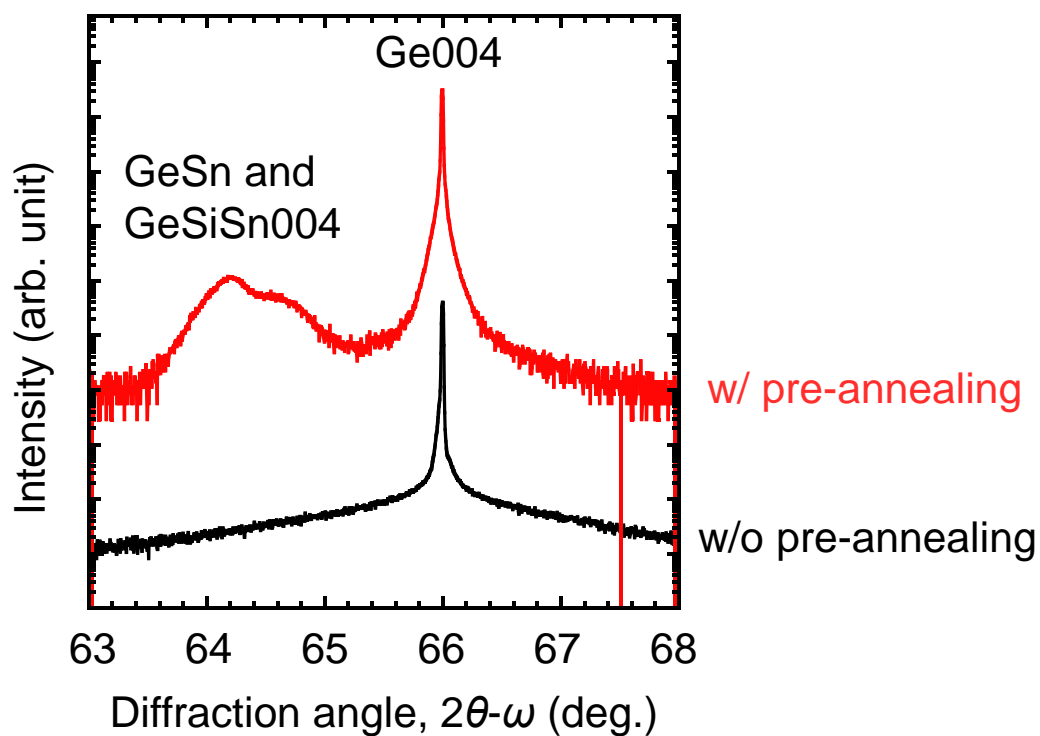 Ge004
GeSn and
GeSiSn004
Intensity (arb. unit)
w/ pre-annealing
w/o pre-annealing
63 64 65 66 67 68
Diffraction angle, 2θ-ω (deg.)